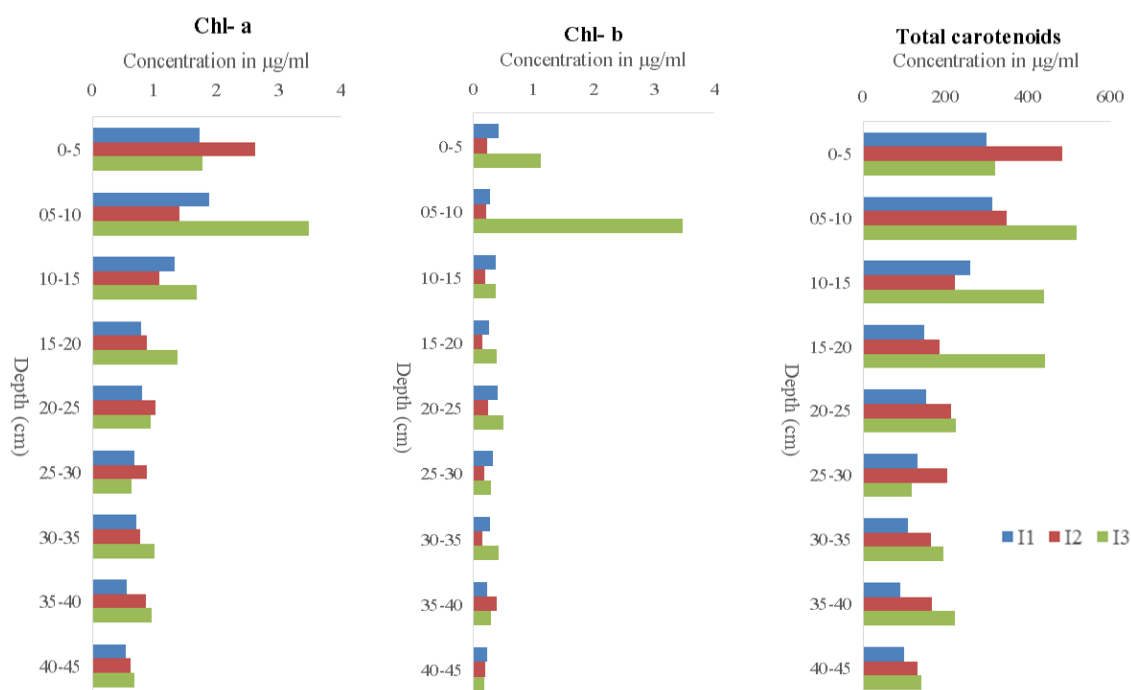 Chl- a
Concentration in µg/ml
0 1 2 3 4
0-5
05-10
10-15
15-20
20-25
25-30
30-35
35-40
40-45
Depth (cm)
Chl- b
Concentration in µg/ml
0 1 2 3 4
0-5
05-10
10-15
15-20
20-25
25-30
30-35
35-40
40-45
Depth (cm)
Total carotenoids
Concentration in µg/ml
0 200 400 600
0-5
05-10
10-15
15-20
20-25
25-30
30-35
35-40
40-45
Depth (cm)
I1 I2 I3